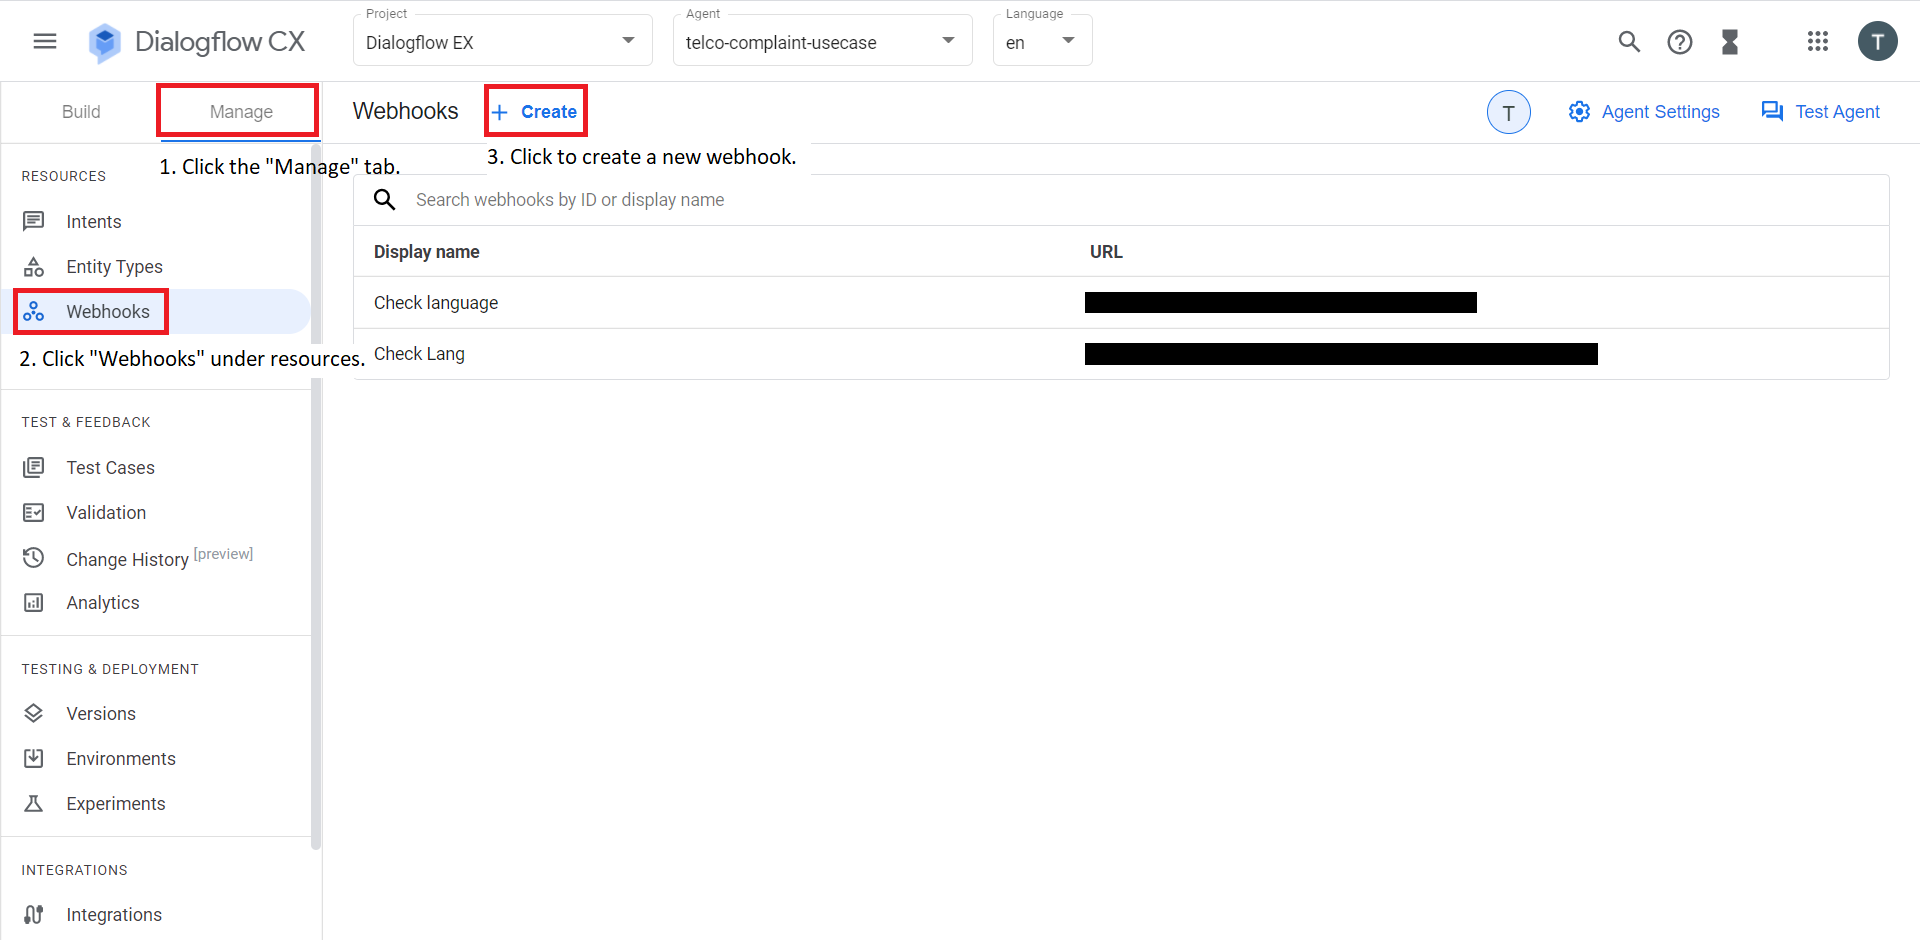 Dialogflow CX
Project
Dialogflow EX
Agent
telco-complaint-usecase
Language
en
T
Build
Manage
Webhooks
Create
T
Agent Settings
Test Agent
1. Click the "Manage" tab.
3. Click to create a new webhook.
RESOURCES
Intents
Entity Types
Webhooks
2. Click "Webhooks" under resources.
Search webhooks by ID or display name
Display name
URL
Check language
Check Lang
TEST & FEEDBACK
Test Cases
Validation
Change History [preview]
Analytics
TESTING & DEPLOYMENT
Versions
Environments
Experiments
INTEGRATIONS
Integrations